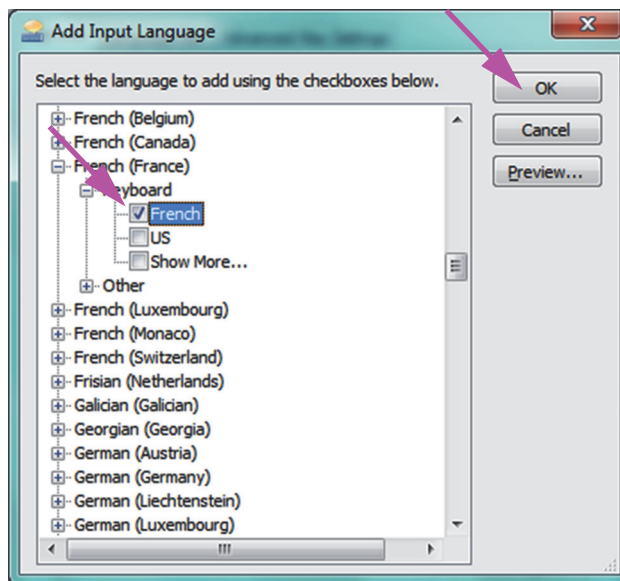 Add Input Language
Select the language to add using the checkboxes below.
French (Belgium)
French (Canada)
French (France)
Keyboard
French
US
Show More...
Other
French (Luxembourg)
French (Monaco)
French (Switzerland)
Frisian (Netherlands)
Galician (Galician)
Georgian (Georgia)
German (Austria)
German (Germany)
German (Liechtenstein)
German (Luxembourg)
OK
Cancel
Preview...